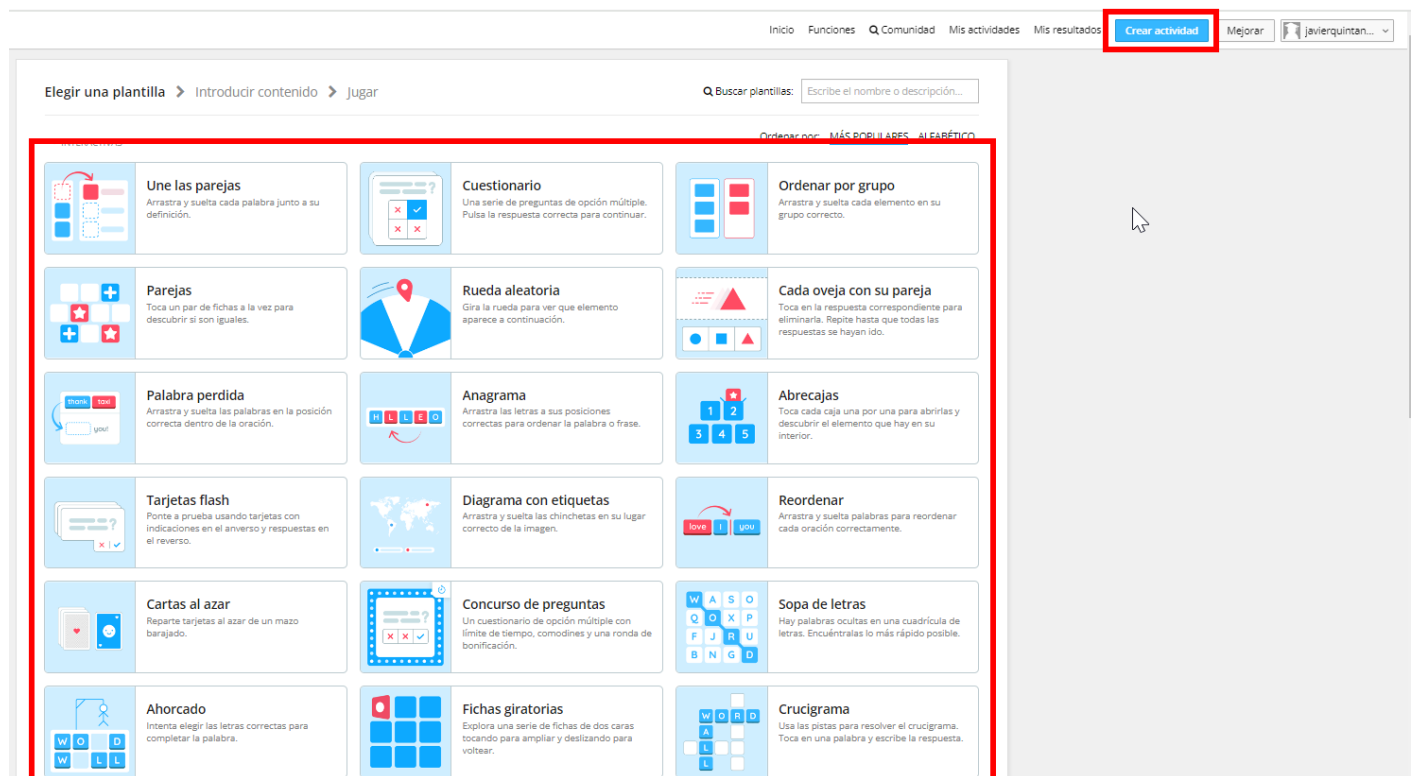 Inicio Funciones Comunidad Mis actividades Mis resultados Crear actividad Mejorar javierquintan...
Elegir una plantilla > Introducir contenido > Jugar
Buscar plantillas: Escribe el nombre o descripción...
Ordenar por: MÁS POPULARES ALFABÉTICO
INTERACTIVAS
Une las parejas
Arrastra y suelta cada palabra junto a su
definición.
?
Cuestionario
Una serie de preguntas de opción múltiple.
Pulsa la respuesta correcta para continuar.
Ordenar por grupo
Arrastra y suelta cada elemento en su
grupo correcto.
Parejas
Toca un par de fichas a la vez para
descubrir si son iguales.
Rueda aleatoria
Gira la rueda para ver que elemento
aparece a continuación.
Cada oveja con su pareja
Toca en la respuesta correspondiente para
eliminarla. Repite hasta que todas las
respuestas se hayan ido.
thank taxi
you!
Palabra perdida
Arrastra y suelta las palabras en la posición
correcta dentro de la oración.
H L L E O
Anagrama
Arrastra las letras a sus posiciones
correctas para ordenar la palabra o frase.
1 2
3 4 5
Abrecajas
Toca cada caja una por una para abrirlas y
descubrir el elemento que hay en su
interior.
?
Tarjetas flash
Ponte a prueba usando tarjetas con
indicaciones en el anverso y respuestas en
el reverso.
Diagrama con etiquetas
Arrastra y suelta las chinchetas en su lugar
correcto de la imagen.
love I you
Reordenar
Arrastra y suelta palabras para reordenar
cada oración correctamente.
Cartas al azar
Reparte tarjetas al azar de un mazo
barajado.
?
Concurso de preguntas
Un cuestionario de opción múltiple con
límite de tiempo, comodines y una ronda de
bonificación.
W A S O
Q O X P
F J R U
B N G D
Sopa de letras
Hay palabras ocultas en una cuadrícula de
letras. Encuéntralas lo más rápido posible.
W O D
W L L
Ahorcado
Intenta elegir las letras correctas para
completar la palabra.
Fichas giratorias
Explora una serie de fichas de dos caras
tocando para ampliar y deslizando para
voltear.
W O R D
A
L
L
Crucigrama
Usa las pistas para resolver el crucigrama.
Toca en una palabra y escribe la respuesta.